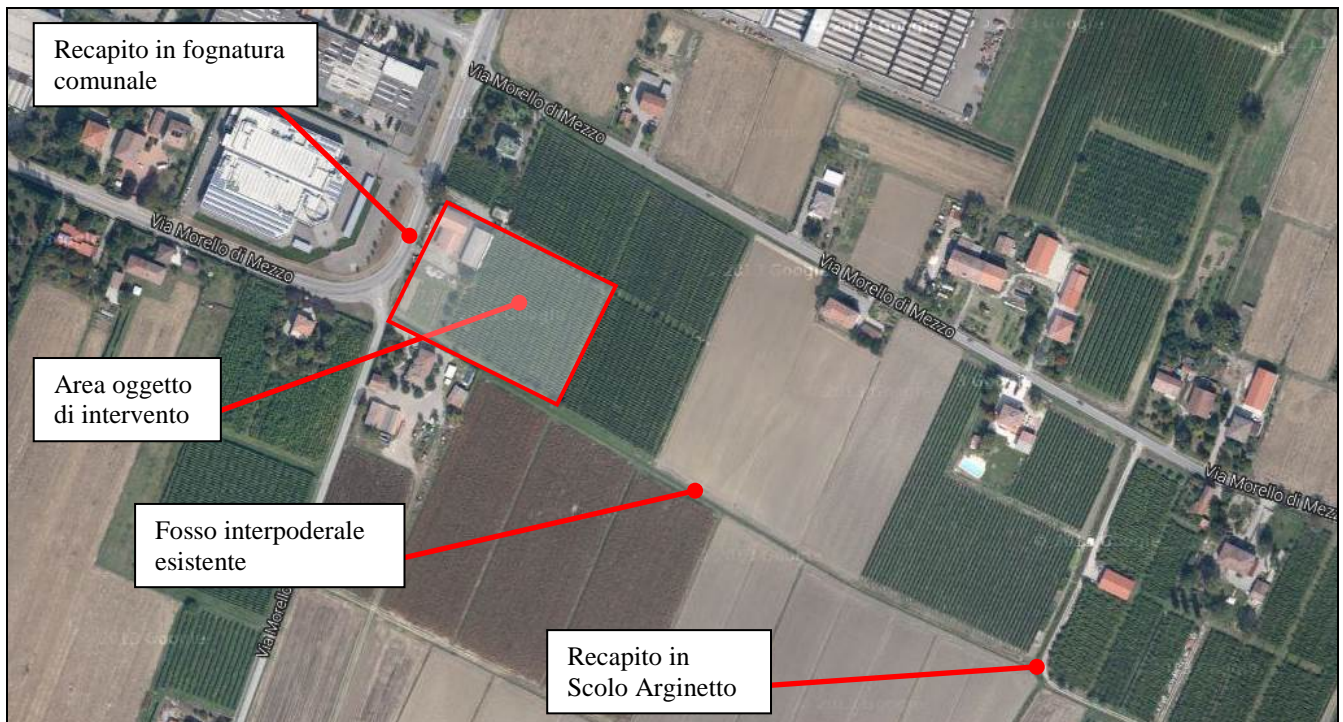 Recapito in fognatura
comunale
Via Morello di Mezzo
Via Morello di Mezzo
Via Morello di Mezzo
Area oggetto
di intervento
Fosso interpoderale
esistente
Via Morello
Via Morello di Mezzo
Recapito in
Scolo Arginetto